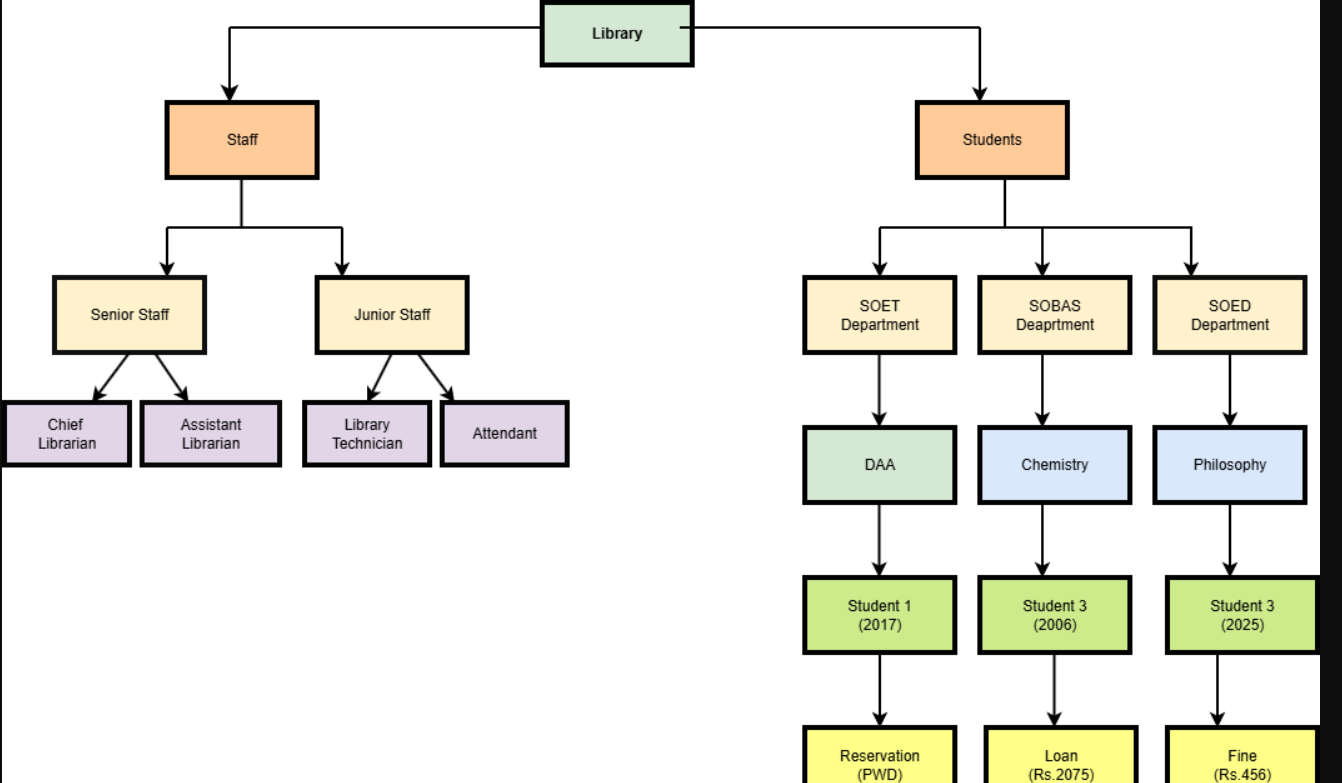 Library
Staff
Students
Senior Staff
Junior Staff
SOET
Department
SOBAS
Deaprtment
SOED
Department
Chief
Librarian
Assistant
Librarian
Library
Technician
Attendant
DAA
Chemistry
Philosophy
Student 1
(2017)
Student 3
(2006)
Student 3
(2025)
Reservation
(PWD)
Loan
(Rs.2075)
Fine
(Rs.456)